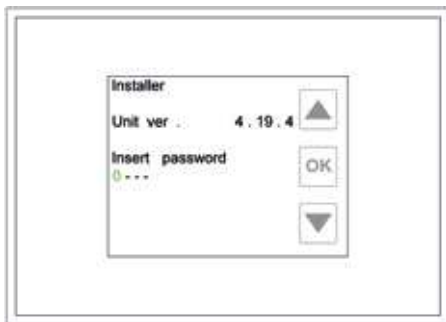 Installer
Unit ver . 4 . 19 . 4
Insert password
0 - - -
OK